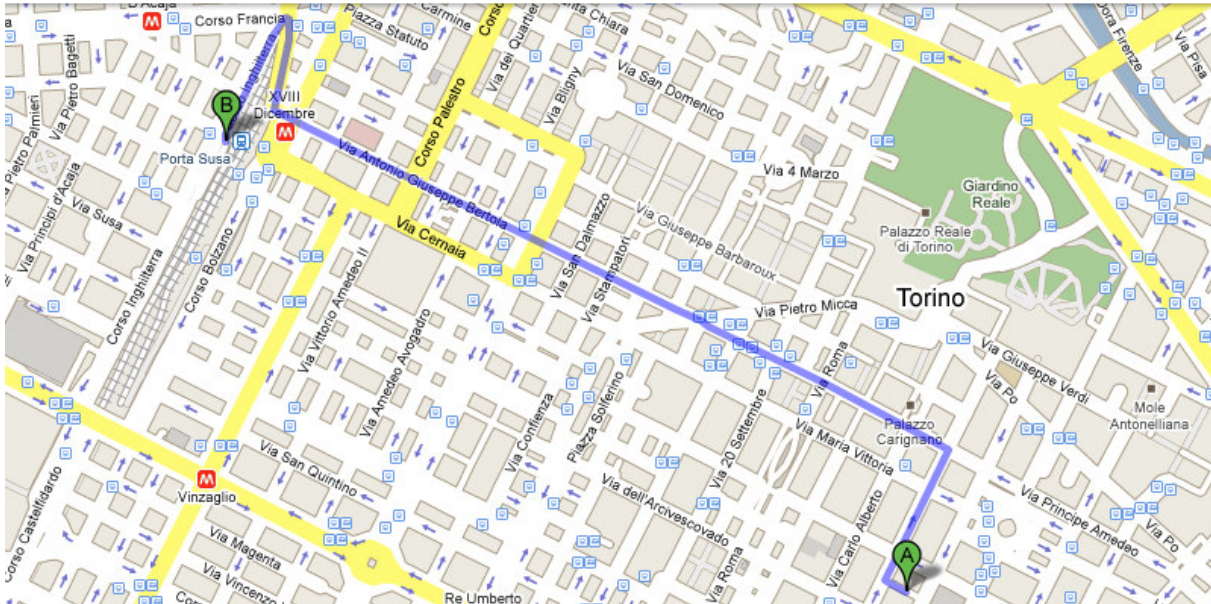 D'Acaja
M
Corso Francia
Piazza Statuto
Carmine
Via dei Quartieri
Santa Chiara
Dora Firenze
Via Pisa
Via Pietro Bagetti
Inghilterra
XVIII
Dicembre
M
B
Porta Susa
Corso Palestro
Via Bligny
Via San Domenico
Pietro Palmieri
Via Principi d'Acaja
Via Susa
Via Antonio Giuseppe Bertola
Via 4 Marzo
Giardino
Reale
Palazzo Reale
di Torino
Via Giuseppe Barbaroux
Via Cernaia
Via San Dalmazzo
Via Stampatori
Corso Inghilterra
Corso Bolzano
Torino
Via Pietro Micca
Via Vittorio Amedeo II
Via Amedeo Avogadro
Via Roma
Via Giuseppe Verdi
Via Po
Mole
Antonelliana
Palazzo
Carignano
Via Maria Vittoria
Via Confienza
Piazza Solferino
Via 20 Settembre
Via San Quintino
M
Vinzaglio
Via dell'Arcivescovado
Via Carlo Alberto
Via Principe Amedeo
Via Po
Corso Castelfidardo
Via Magenta
Via Vincenzo
Via Roma
A
Re Umberto